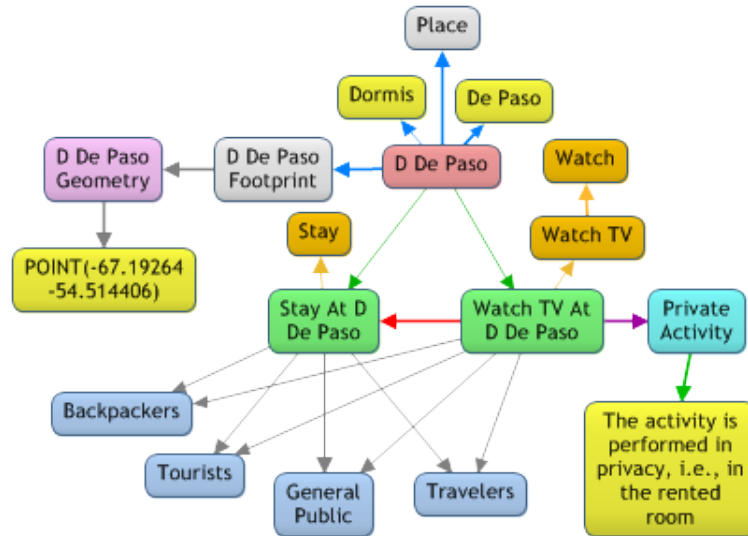 Place
Dormis
De Paso
D De Paso
Geometry
D De Paso
Footprint
D De Paso
Watch
Stay
Watch TV
POINT(-67.19264
-54.514406)
Stay At D
De Paso
Watch TV At
D De Paso
Private
Activity
Backpackers
Tourists
General
Public
Travelers
The activity is
performed in
privacy, i.e., in
the rented
room